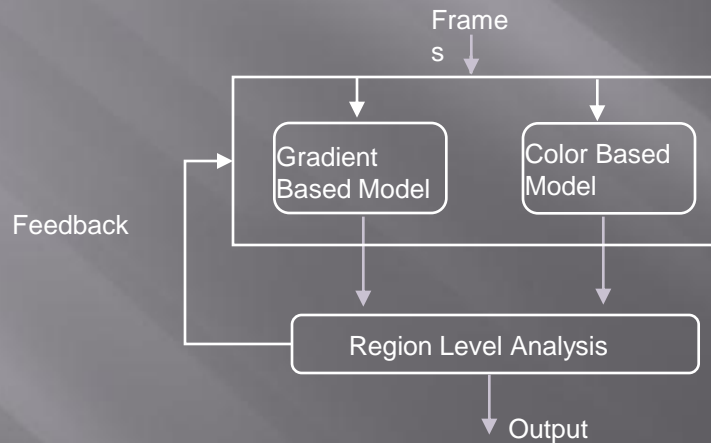 Frame
s
Gradient
Based Model
Color Based
Model
Feedback
Region Level Analysis
Output